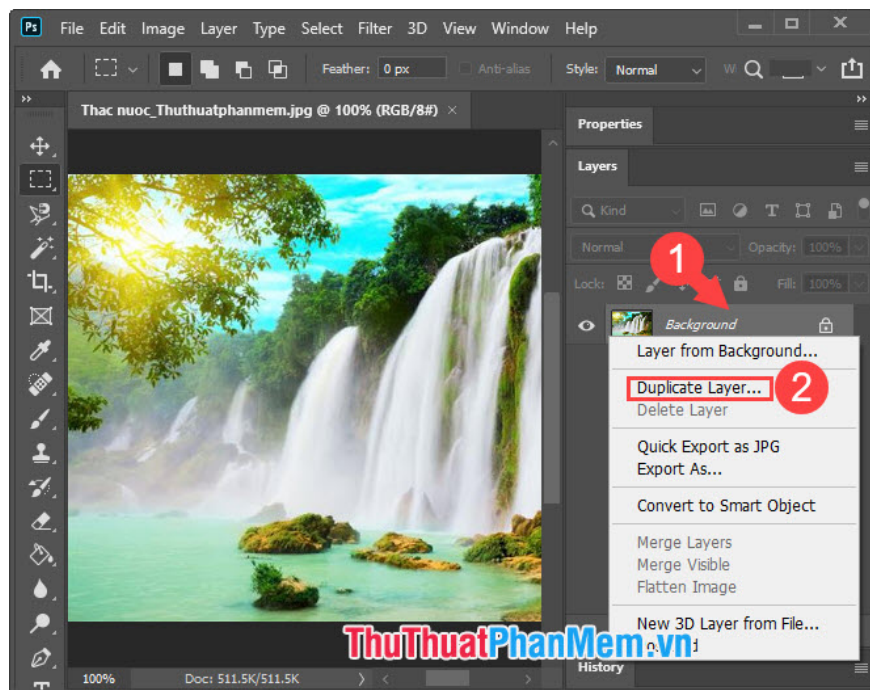 Ps File Edit Image Layer Type Select Filter 3D View Window Help
Feather: 0 px Anti-alias Style: Normal W
Thac nuoc_Thuthuatphanmem.jpg @ 100% (RGB/8#) ×
Properties
Layers
Kind
Normal Opacity: 100%
1
Lock: Fill: 100%
Background
Layer from Background...
Duplicate Layer... 2
Delete Layer
Quick Export as JPG
Export As...
Convert to Smart Object
Merge Layers
Merge Visible
Flatten Image
New 3D Layer from File...
ThuThuatPhanMem.vn
History
100% Doc: 511.5K/511.5K